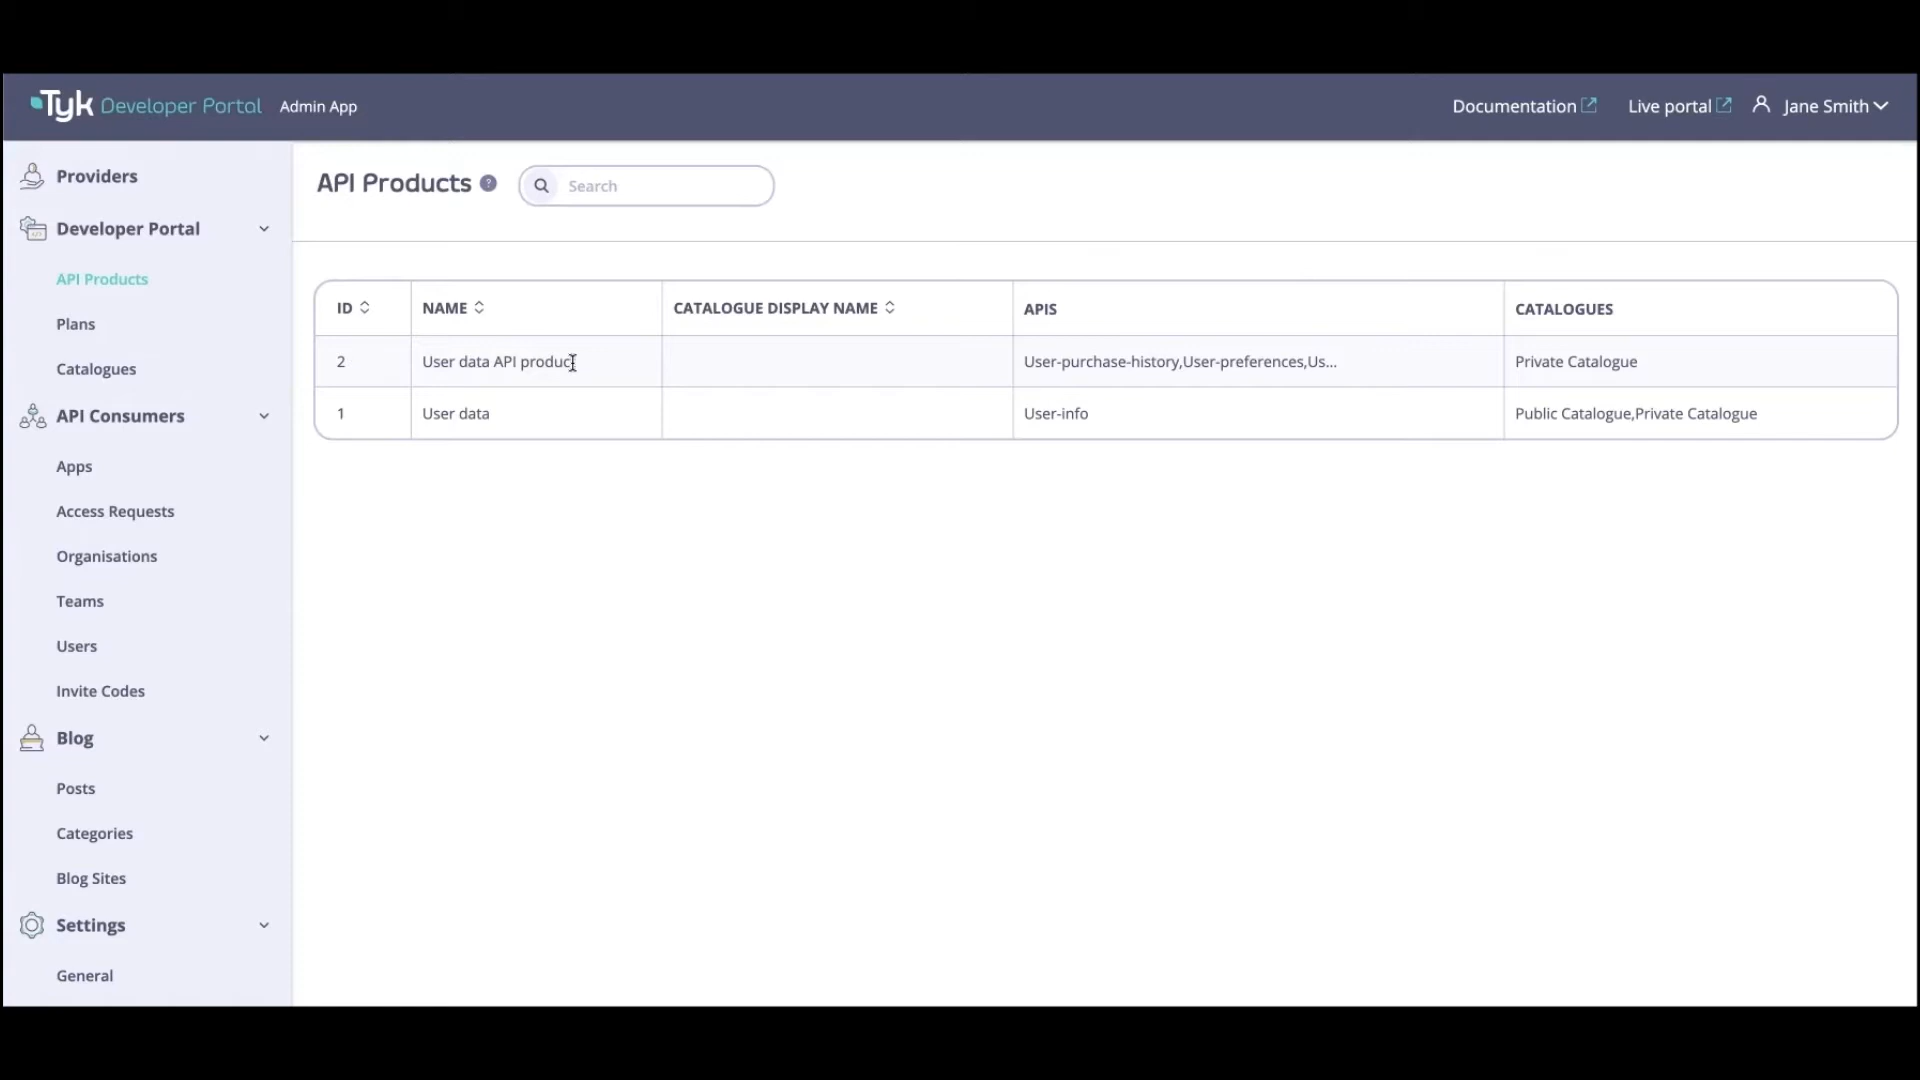 Tyk Developer Portal Admin App Documentation Live portal Jane Smith
Providers
Developer Portal
API Products
Plans
Catalogues
API Consumers
Apps
Access Requests
Organisations
Teams
Users
Invite Codes
Blog
Posts
Categories
Blog Sites
Settings
General
API Products ? Search
ID NAME CATALOGUE DISPLAY NAME APIS CATALOGUES
2 User data API product User-purchase-history,User-preferences,Us... Private Catalogue
1 User data User-info Public Catalogue,Private Catalogue